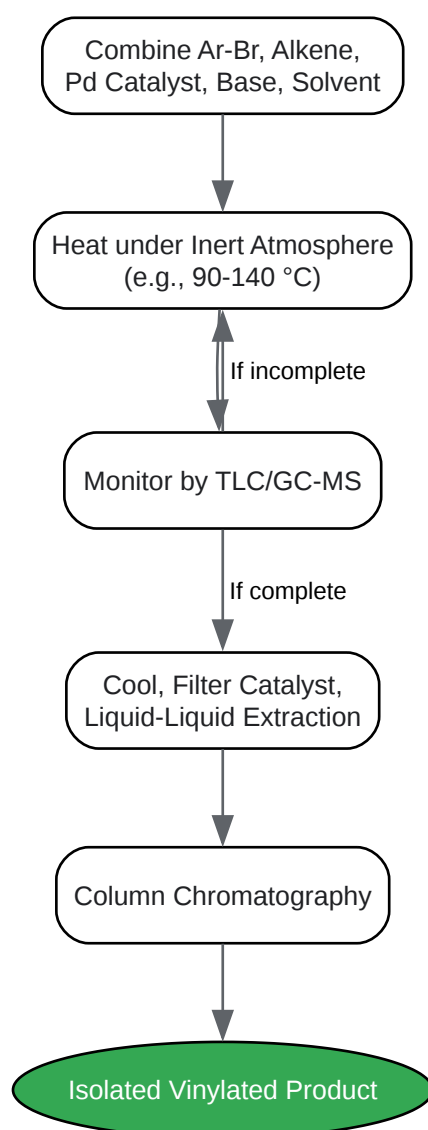 Combine Ar-Br, Alkene,
Pd Catalyst, Base, Solvent
Heat under Inert Atmosphere
(e.g., 90-140 °C)
If incomplete
Monitor by TLC/GC-MS
If complete
Cool, Filter Catalyst,
Liquid-Liquid Extraction
Column Chromatography
Isolated Vinylated Product